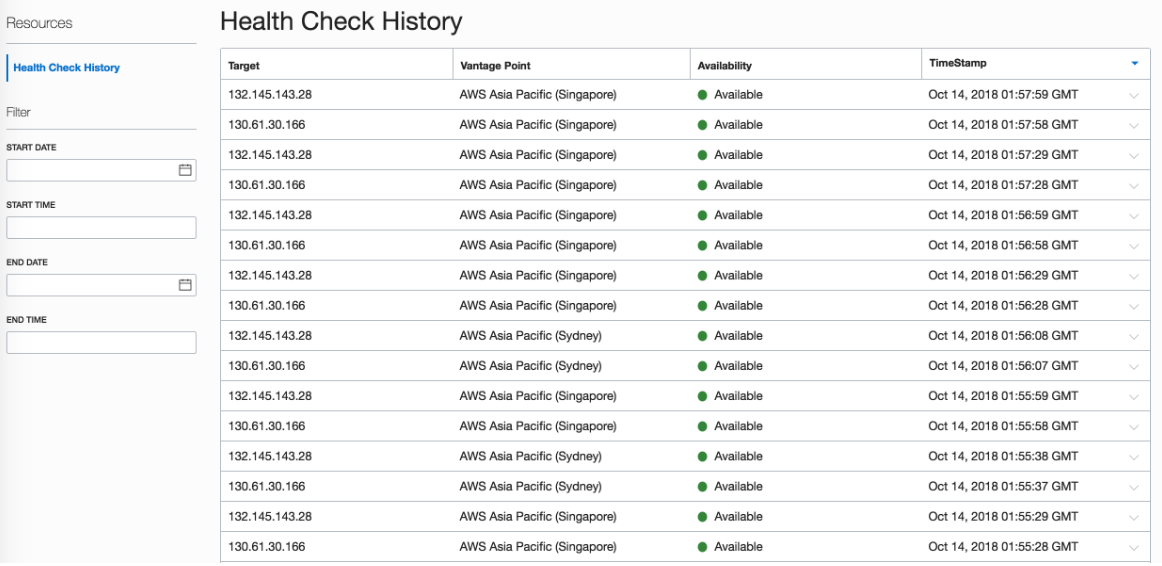 Resources
Health Check History
Filter
START DATE
START TIME
END DATE
END TIME
Health Check History
Target Vantage Point Availability TimeStamp
132.145.143.28 AWS Asia Pacific (Singapore) Available Oct 14, 2018 01:57:59 GMT
130.61.30.166 AWS Asia Pacific (Singapore) Available Oct 14, 2018 01:57:58 GMT
132.145.143.28 AWS Asia Pacific (Singapore) Available Oct 14, 2018 01:57:29 GMT
130.61.30.166 AWS Asia Pacific (Singapore) Available Oct 14, 2018 01:57:28 GMT
132.145.143.28 AWS Asia Pacific (Singapore) Available Oct 14, 2018 01:56:59 GMT
130.61.30.166 AWS Asia Pacific (Singapore) Available Oct 14, 2018 01:56:58 GMT
132.145.143.28 AWS Asia Pacific (Singapore) Available Oct 14, 2018 01:56:29 GMT
130.61.30.166 AWS Asia Pacific (Singapore) Available Oct 14, 2018 01:56:28 GMT
132.145.143.28 AWS Asia Pacific (Sydney) Available Oct 14, 2018 01:56:08 GMT
130.61.30.166 AWS Asia Pacific (Sydney) Available Oct 14, 2018 01:56:07 GMT
132.145.143.28 AWS Asia Pacific (Singapore) Available Oct 14, 2018 01:55:59 GMT
130.61.30.166 AWS Asia Pacific (Singapore) Available Oct 14, 2018 01:55:58 GMT
132.145.143.28 AWS Asia Pacific (Sydney) Available Oct 14, 2018 01:55:38 GMT
130.61.30.166 AWS Asia Pacific (Sydney) Available Oct 14, 2018 01:55:37 GMT
132.145.143.28 AWS Asia Pacific (Singapore) Available Oct 14, 2018 01:55:29 GMT
130.61.30.166 AWS Asia Pacific (Singapore) Available Oct 14, 2018 01:55:28 GMT